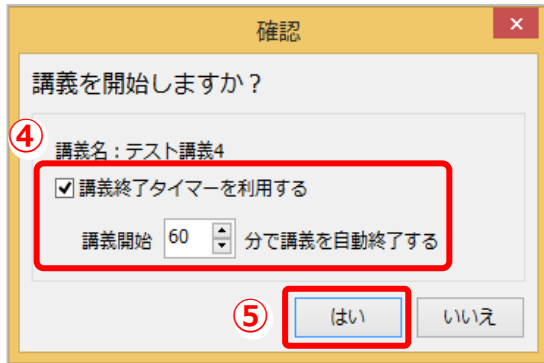 確認
講義を開始しますか？
④
講義名：テスト講義4
講義終了タイマーを利用する
講義開始 60 分で講義を自動終了する
⑤ はい いいえ